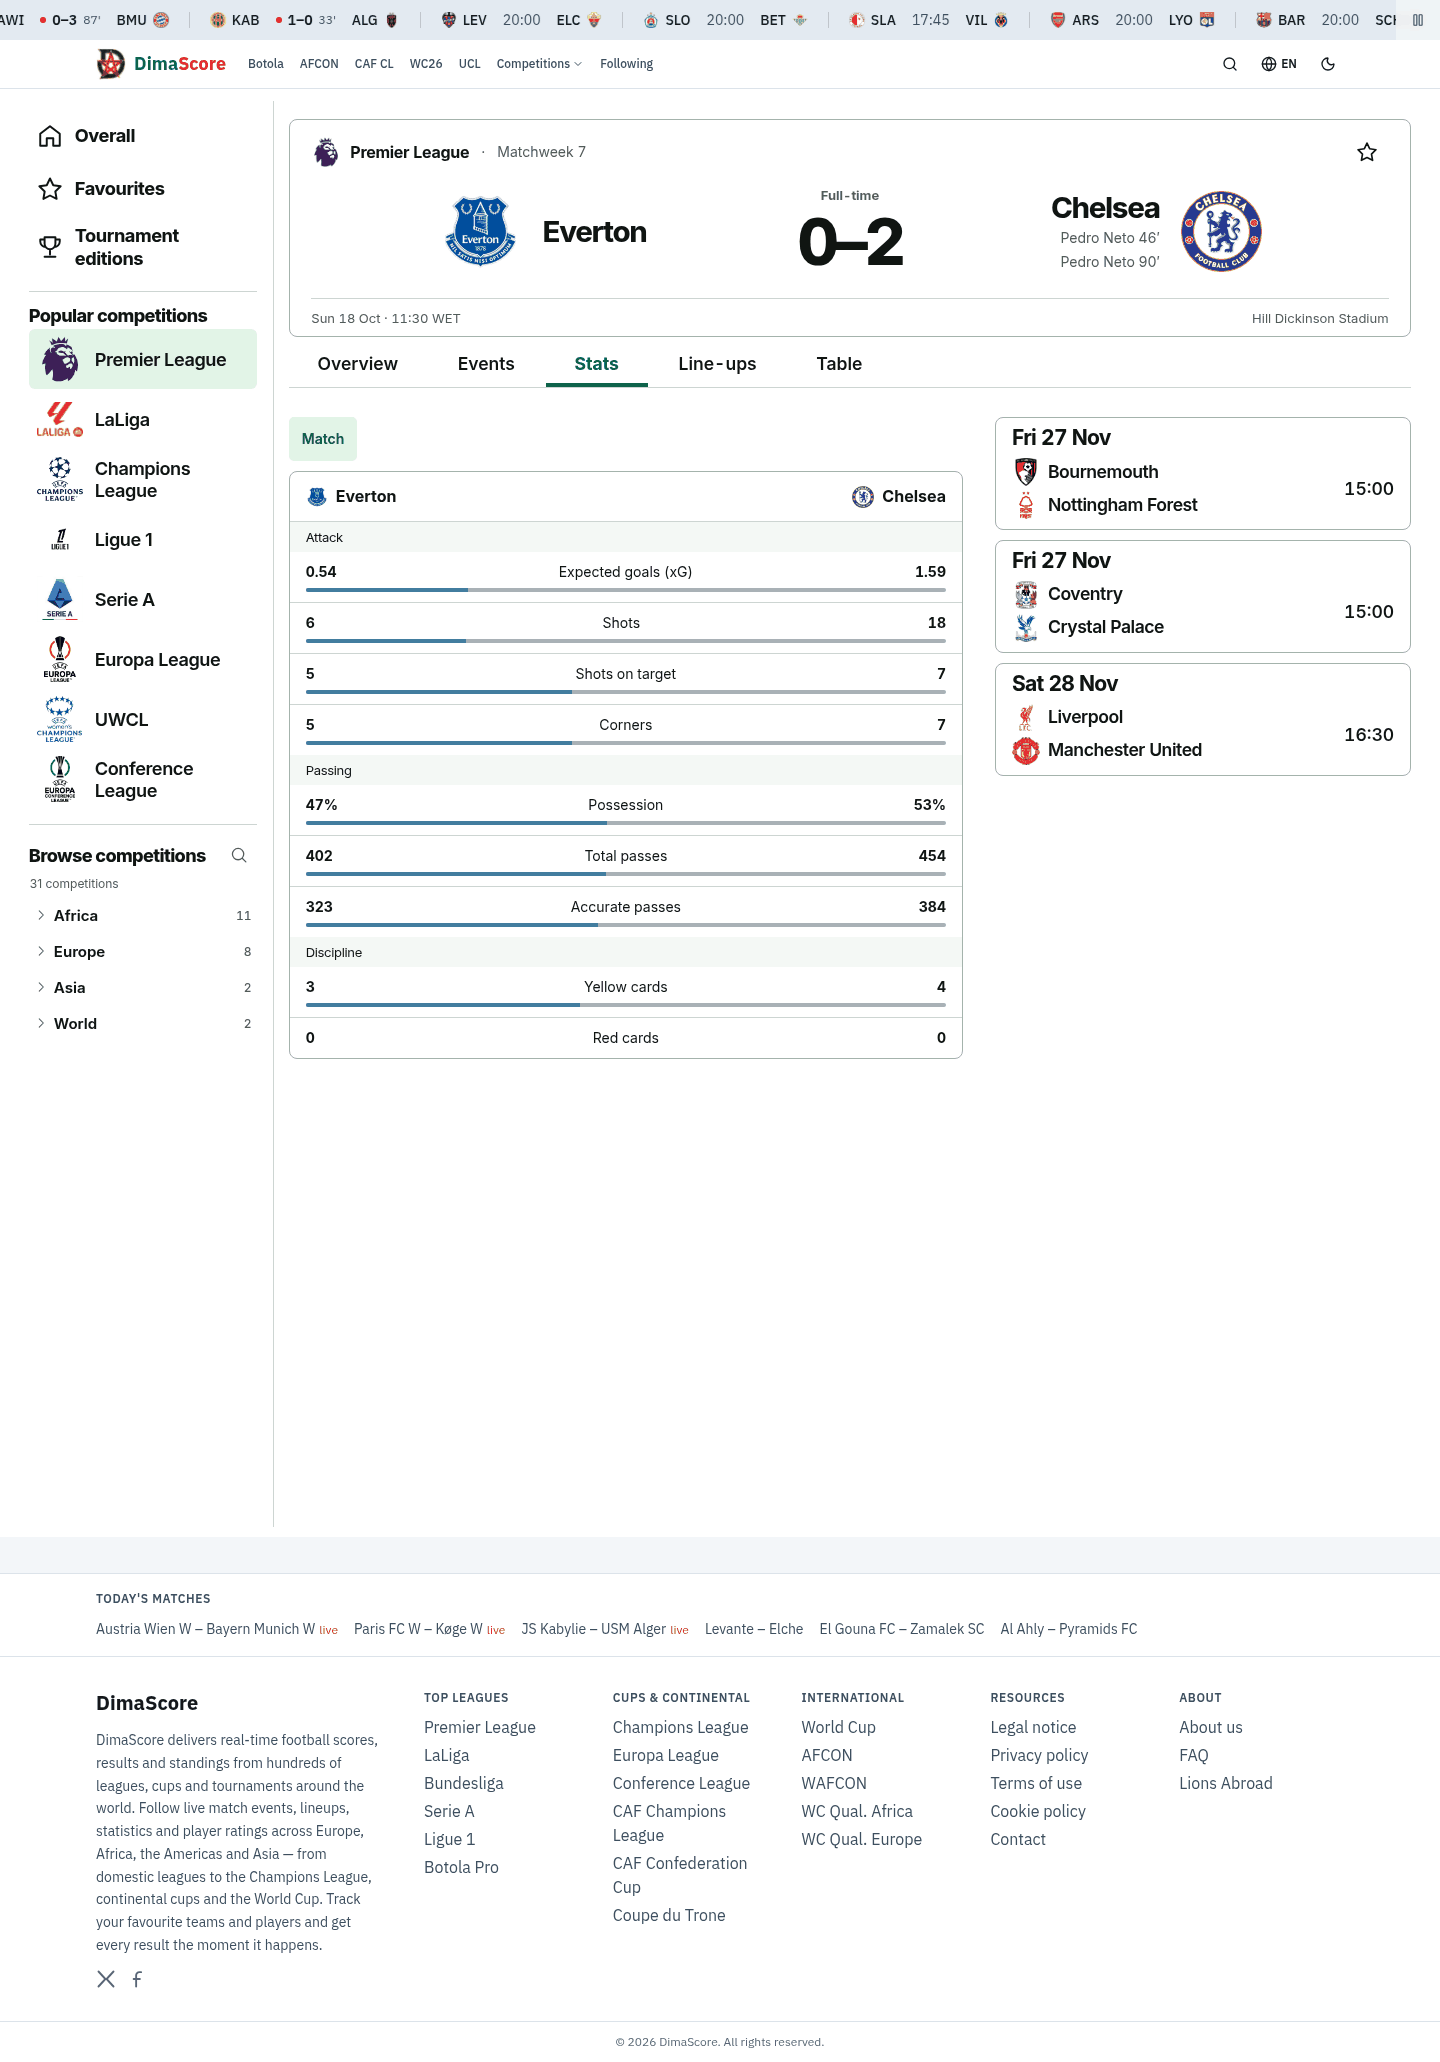 AWI 0–3 87' BMU KAB 1–0 33' ALG LEV 20:00 ELC SLO 20:00 BET SLA 17:45 VIL ARS 20:00 LYO BAR 20:00
DimaScore Botola AFCON CAF CL WC26 UCL Competitions Following EN
Overall
Favourites
Tournament
editions
Popular competitions
Premier League
LaLiga
Champions
League
Ligue 1
Serie A
Europa League
UWCL
Conference
League
Browse competitions
31 competitions
Africa 11
Europe 8
Asia 2
World 2
Premier League · Matchweek 7
Full-time
Everton 0–2 Chelsea
Pedro Neto 46'
Pedro Neto 90'
Sun 18 Oct · 11:30 WET Hill Dickinson Stadium
Overview Events Stats Line-ups Table
Match
Everton Chelsea
Attack
0.54 Expected goals (xG) 1.59
6 Shots 18
5 Shots on target 7
5 Corners 7
Passing
47% Possession 53%
402 Total passes 454
323 Accurate passes 384
Discipline
3 Yellow cards 4
0 Red cards 0
Fri 27 Nov
Bournemouth
Nottingham Forest
15:00
Fri 27 Nov
Coventry
Crystal Palace
15:00
Sat 28 Nov
Liverpool
Manchester United
16:30
TODAY'S MATCHES
Austria Wien W – Bayern Munich W live Paris FC W – Køge W live JS Kabylie – USM Alger live Levante – Elche El Gouna FC – Zamalek SC Al Ahly – Pyramids FC
DimaScore
DimaScore delivers real-time football scores,
results and standings from hundreds of
leagues, cups and tournaments around the
world. Follow live match events, lineups,
statistics and player ratings across Europe,
Africa, the Americas and Asia — from
domestic leagues to the Champions League,
continental cups and the World Cup. Track
your favourite teams and players and get
every result the moment it happens.
TOP LEAGUES
Premier League
LaLiga
Bundesliga
Serie A
Ligue 1
Botola Pro
CUPS & CONTINENTAL
Champions League
Europa League
Conference League
CAF Champions
League
CAF Confederation
Cup
Coupe du Trone
INTERNATIONAL
World Cup
AFCON
WAFCON
WC Qual. Africa
WC Qual. Europe
RESOURCES
Legal notice
Privacy policy
Terms of use
Cookie policy
Contact
ABOUT
About us
FAQ
Lions Abroad
© 2026 DimaScore. All rights reserved.